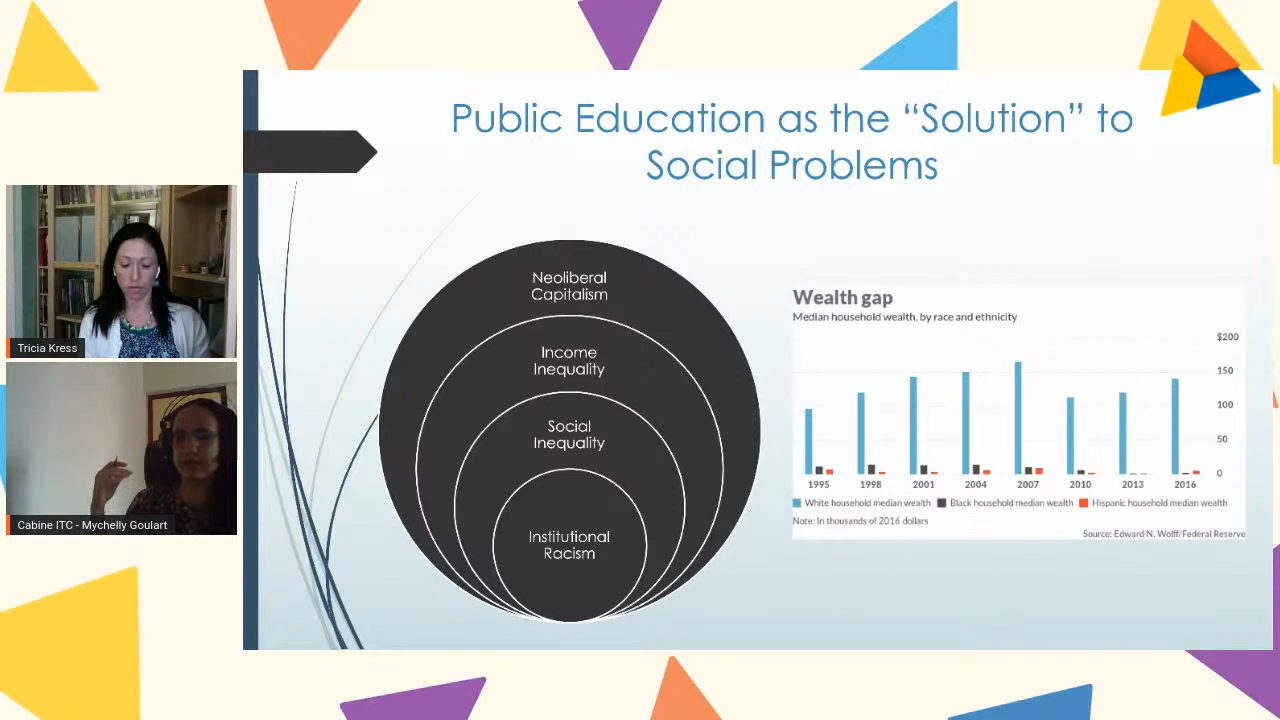 Public Education as the “Solution” to
Social Problems
Tricia Kress
Cabine ITC - Mychelly Goulart
Neoliberal
Capitalism
Income
Inequality
Social
Inequality
Institutional
Racism
Wealth gap
Median household wealth, by race and ethnicity
$200
150
100
50
0
1995 1998 2001 2004 2007 2010 2013 2016
White household median wealth Black household median wealth Hispanic household median wealth
Note: In thousands of 2016 dollars
Source: Edward N. Wolff/Federal Reserve